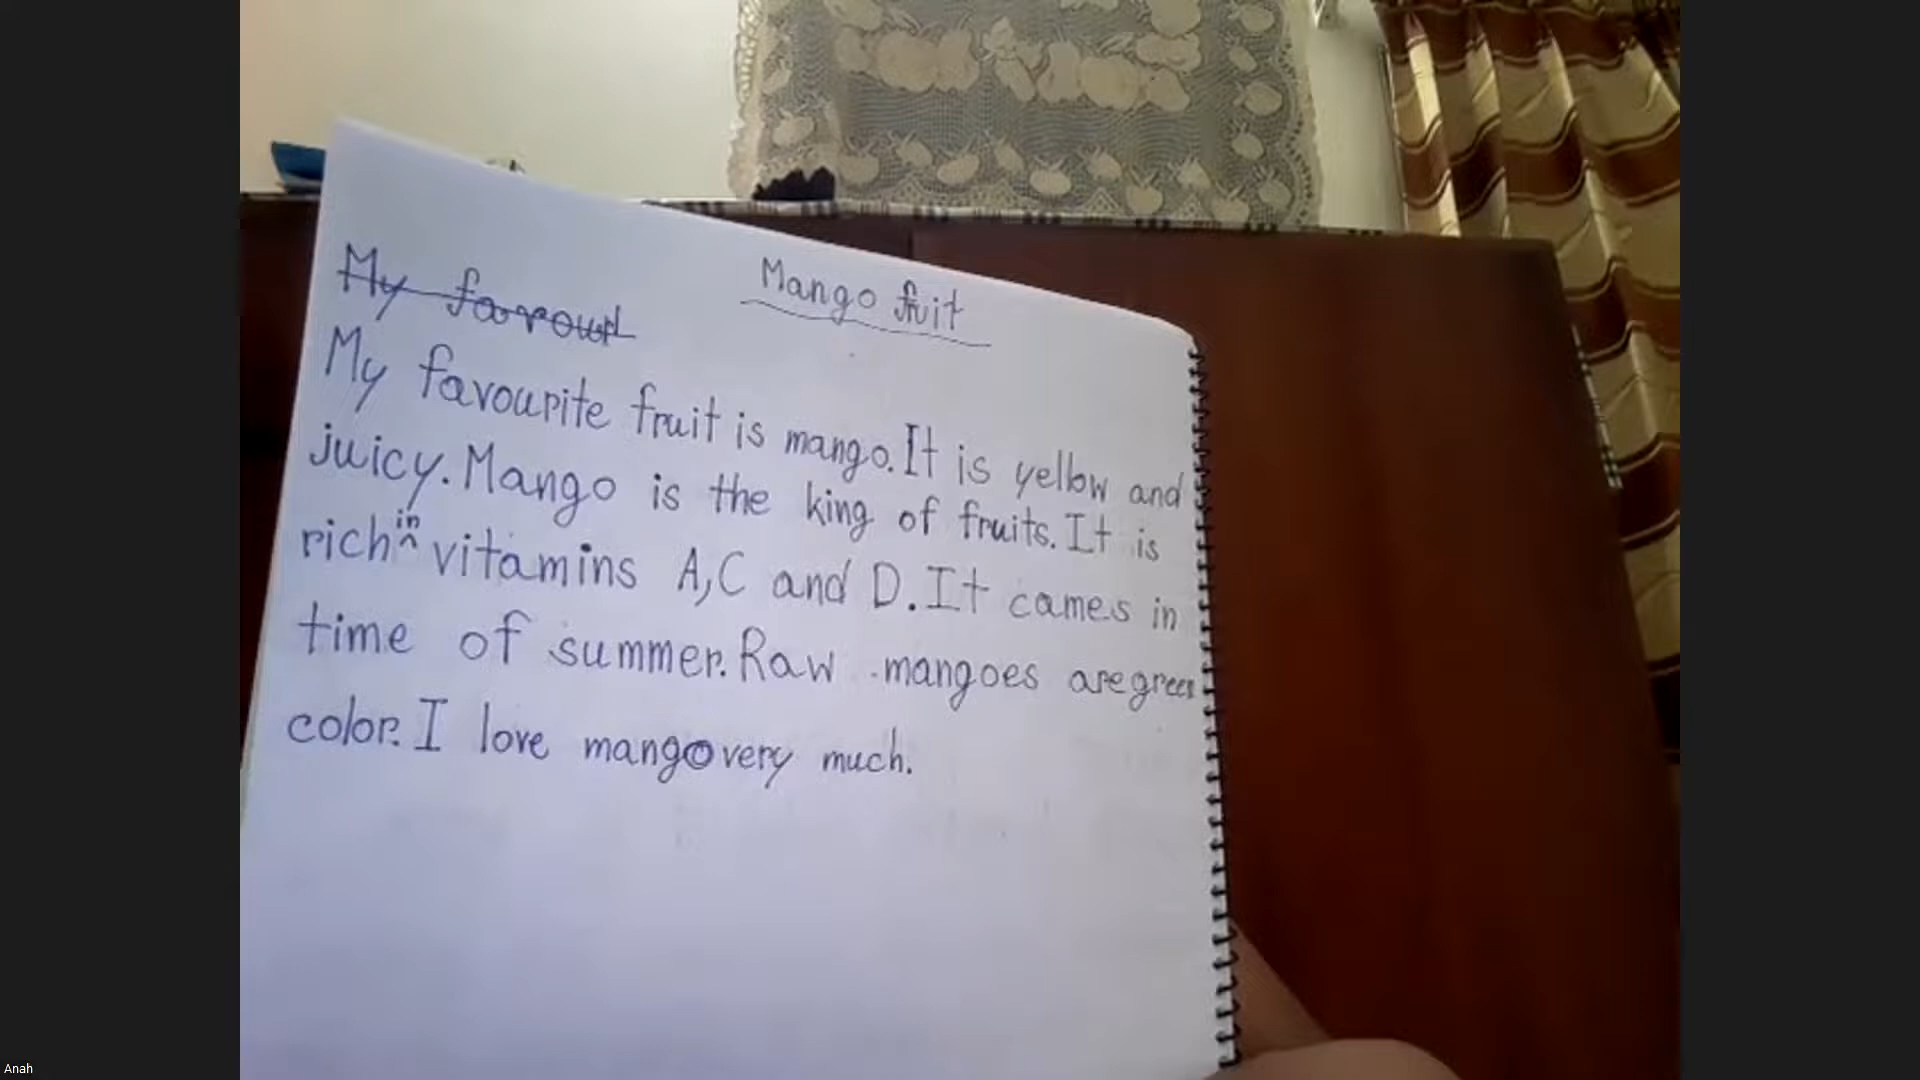 Mango fruit
My favourl
My favourite fruit is mango. It is yellow and
juicy. Mango is the king of fruits. It is
rich in vitamins A, C and D. It cames in
time of summer. Raw mangoes are green
color. I love mango very much.
Anah